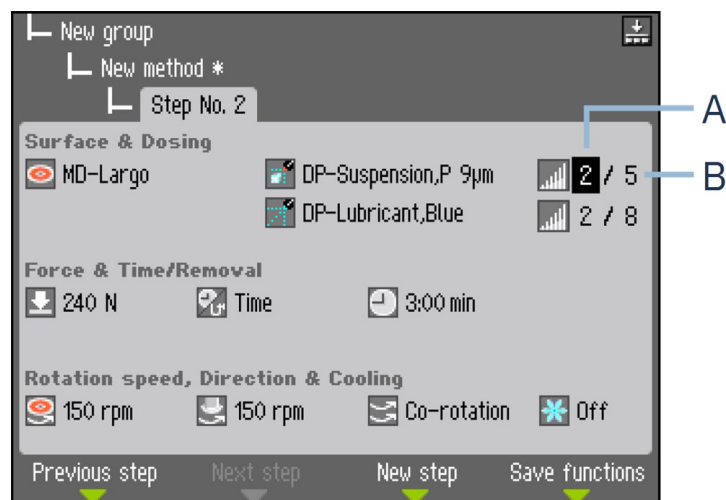 New group
New method *
Step No. 2
A
Surface & Dosing
MD-Largo DP-Suspension,P 9µm 2 / 5 B
DP-Lubricant,Blue 2 / 8
Force & Time/Removal
240 N Time 3:00 min
Rotation speed, Direction & Cooling
150 rpm 150 rpm Co-rotation Off
Previous step Next step New step Save functions